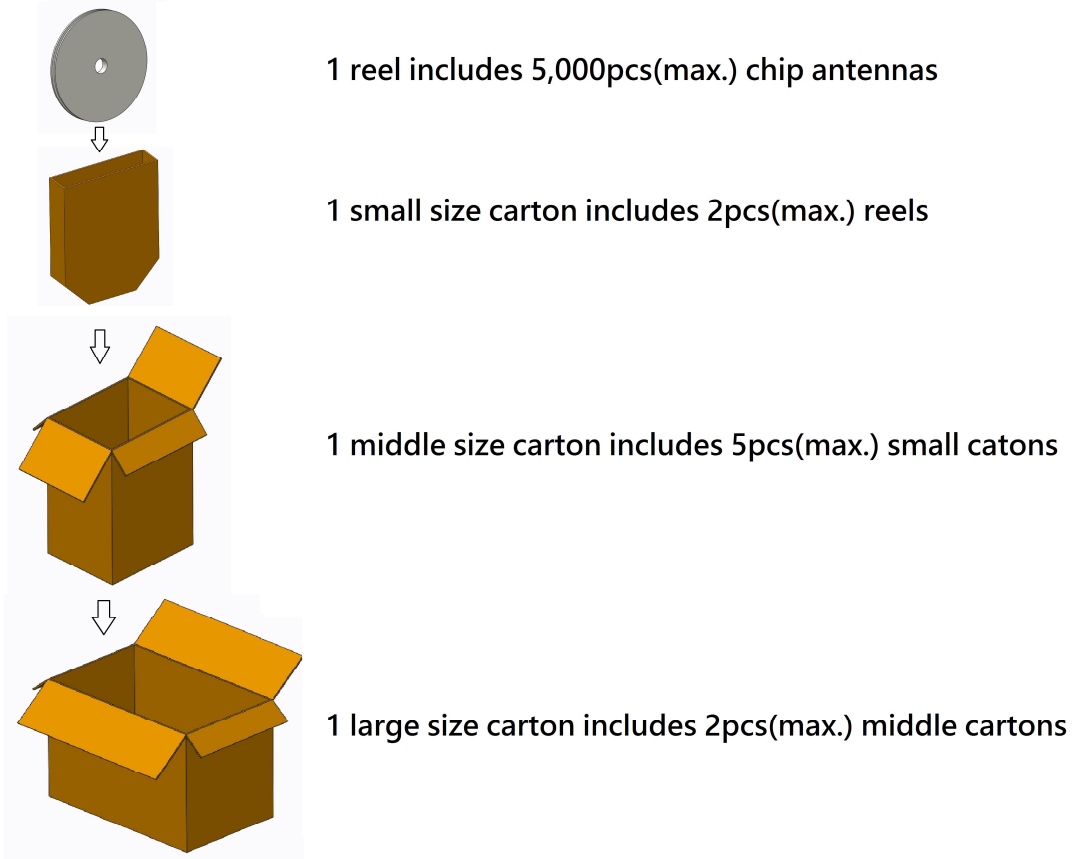 1 reel includes 5,000pcs(max.) chip antennas
1 small size carton includes 2pcs(max.) reels
1 middle size carton includes 5pcs(max.) small catons
1 large size carton includes 2pcs(max.) middle cartons